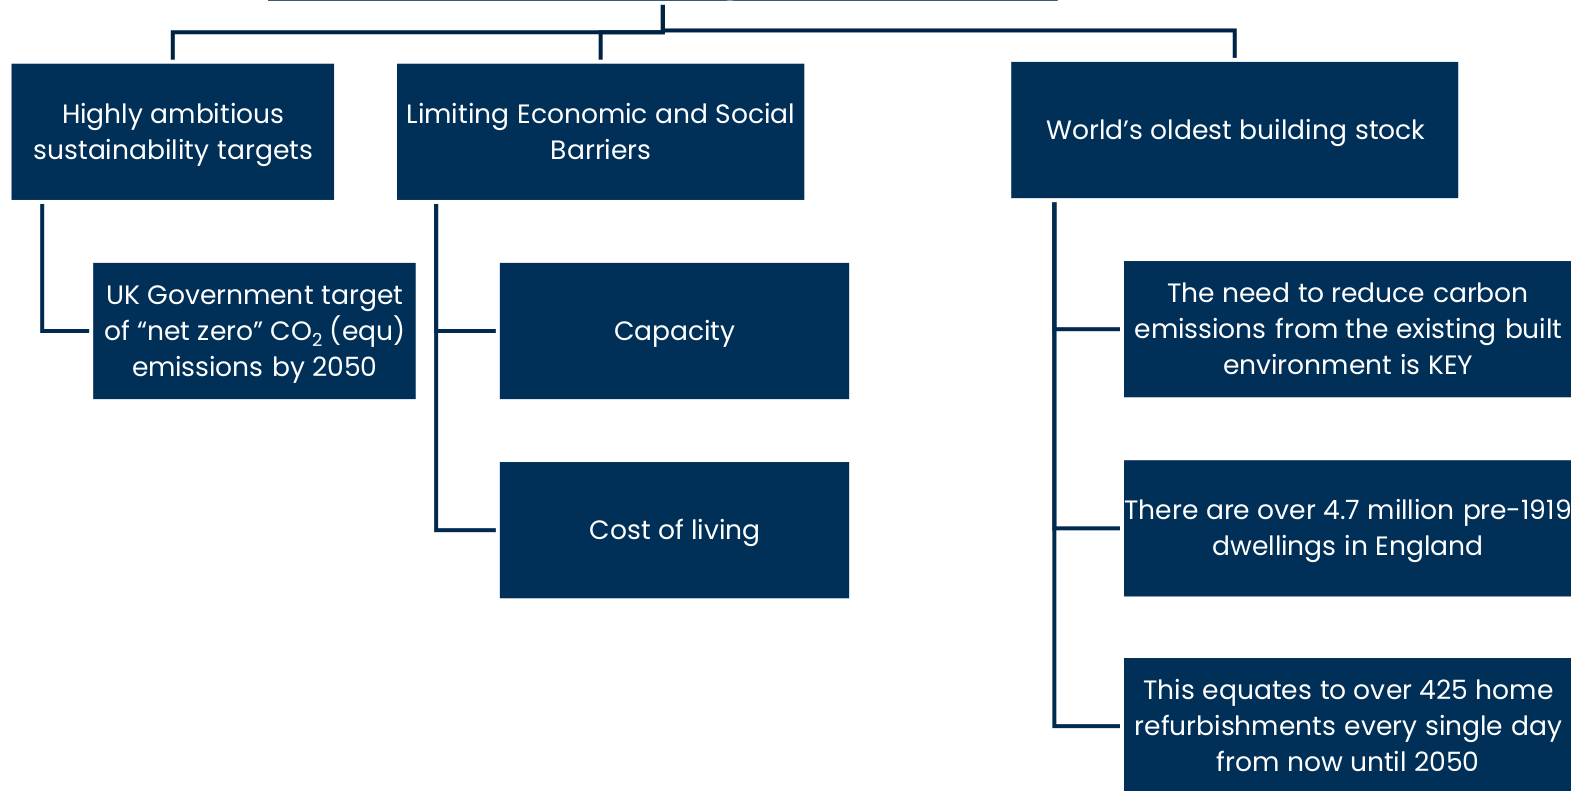 Highly ambitious
sustainability targets
UK Government target
of “net zero” CO₂ (equ)
emissions by 2050
Limiting Economic and Social
Barriers
Capacity
Cost of living
World’s oldest building stock
The need to reduce carbon
emissions from the existing built
environment is KEY
There are over 4.7 million pre-1919
dwellings in England
This equates to over 425 home
refurbishments every single day
from now until 2050